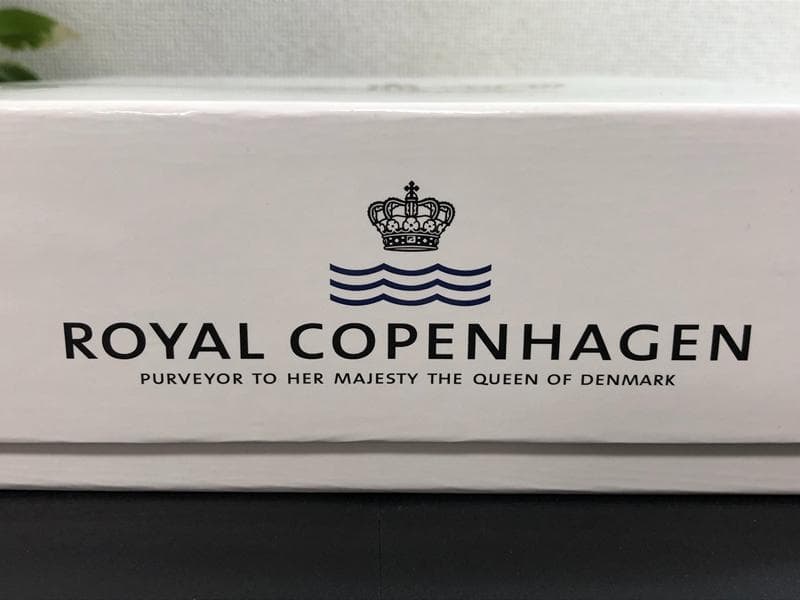 ROYAL COPENHAGEN
PURVEYOR TO HER MAJESTY THE QUEEN OF DENMARK